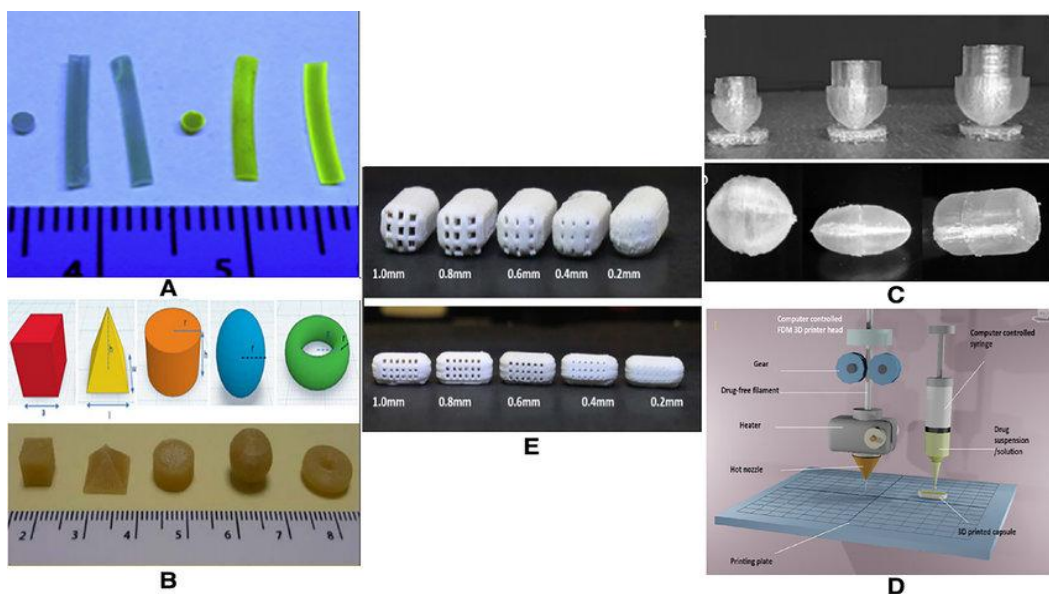 4
5
A
r
h
r
r
r
h
H
a
l
2
3
4
5
6
7
8
B
1.0mm
0.8mm
0.6mm
0.4mm
0.2mm
1.0mm
0.8mm
0.6mm
0.4mm
0.2mm
E
C
Computer controlled
FDM 3D printer head
Computer controlled
syringe
Gear
Drug-free filament
Heater
Drug
suspension
/solution
Hot nozzle
3D printed capsule
Printing plate
D